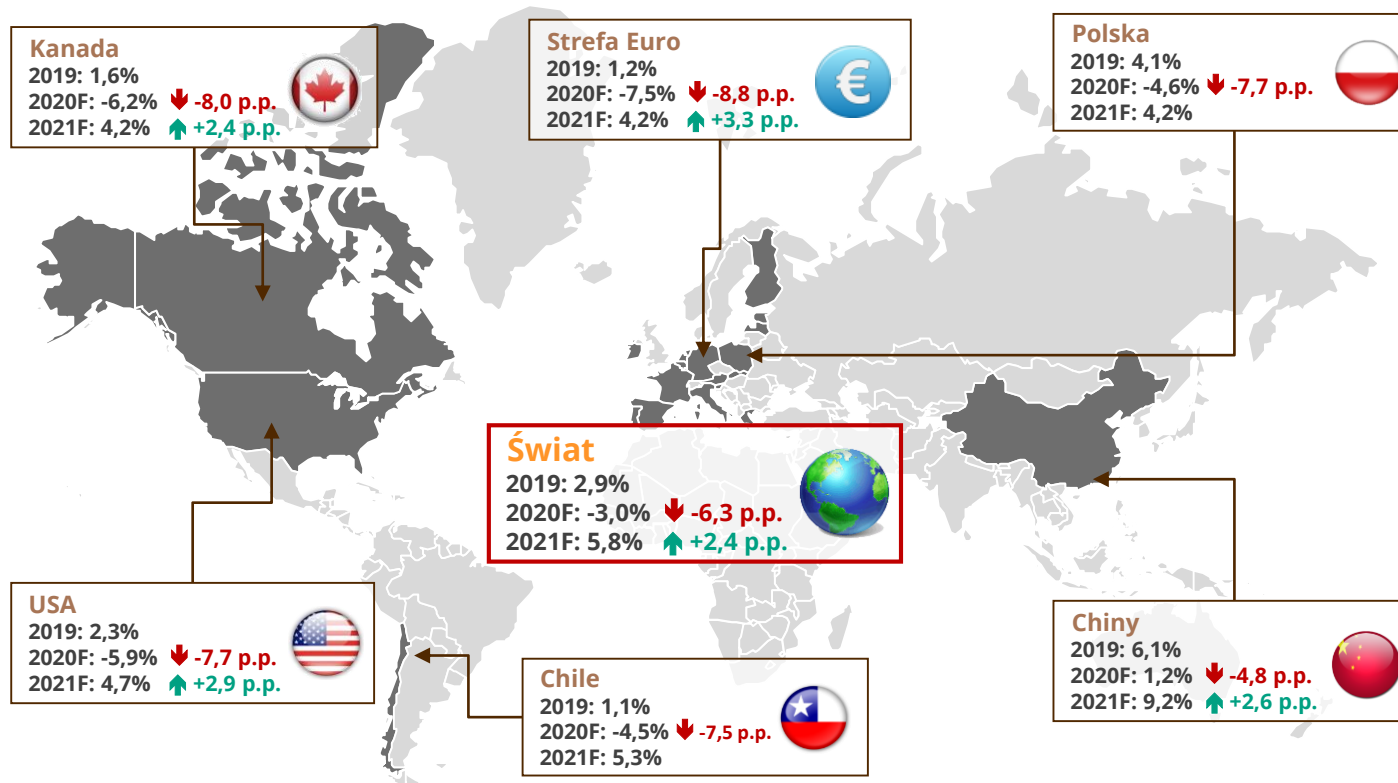 Kanada
2019: 1,6%
2020F: -6,2% -8,0 p.p.
2021F: 4,2% +2,4 p.p.
Strefa Euro
2019: 1,2%
2020F: -7,5% -8,8 p.p.
2021F: 4,2% +3,3 p.p.
€
Polska
2019: 4,1%
2020F: -4,6% -7,7 p.p.
2021F: 4,2%
Świat
2019: 2,9%
2020F: -3,0% -6,3 p.p.
2021F: 5,8% +2,4 p.p.
USA
2019: 2,3%
2020F: -5,9% -7,7 p.p.
2021F: 4,7% +2,9 p.p.
Chile
2019: 1,1%
2020F: -4,5% -7,5 p.p.
2021F: 5,3%
Chiny
2019: 6,1%
2020F: 1,2% -4,8 p.p.
2021F: 9,2% +2,6 p.p.